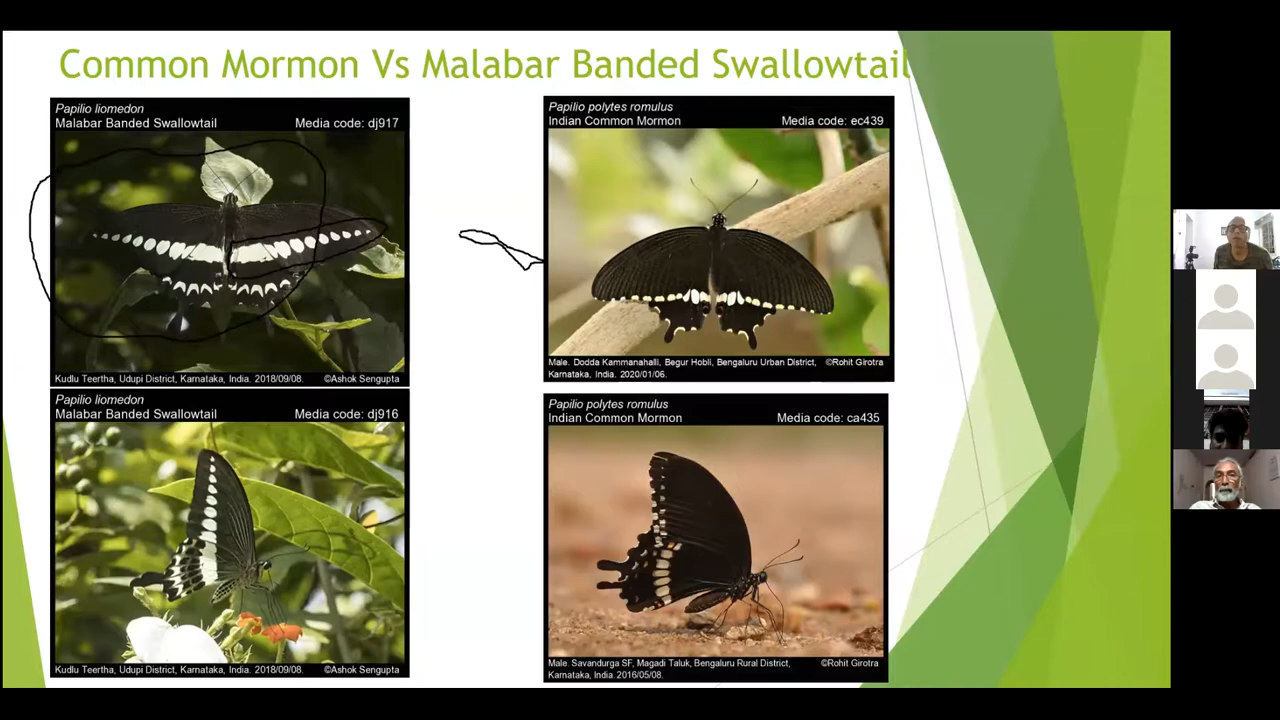 Common Mormon Vs Malabar Banded Swallowtail
Papilio liomedon
Malabar Banded Swallowtail Media code: dj917
Kudlu Teertha, Udupi District, Karnataka, India. 2018/09/08. ©Ashok Sengupta
Papilio polytes romulus
Indian Common Mormon Media code: ec439
Male. Dodda Kammanahalli, Begur Hobli, Bengaluru Urban District, ©Rohit Girotra
Karnataka, India. 2020/01/06.
Papilio liomedon
Malabar Banded Swallowtail Media code: dj916
Kudlu Teertha, Udupi District, Karnataka, India. 2018/09/08. ©Ashok Sengupta
Papilio polytes romulus
Indian Common Mormon Media code: ca435
Male. Savandurga SF, Magadi Taluk, Bengaluru Rural District, ©Rohit Girotra
Karnataka, India. 2016/05/08.